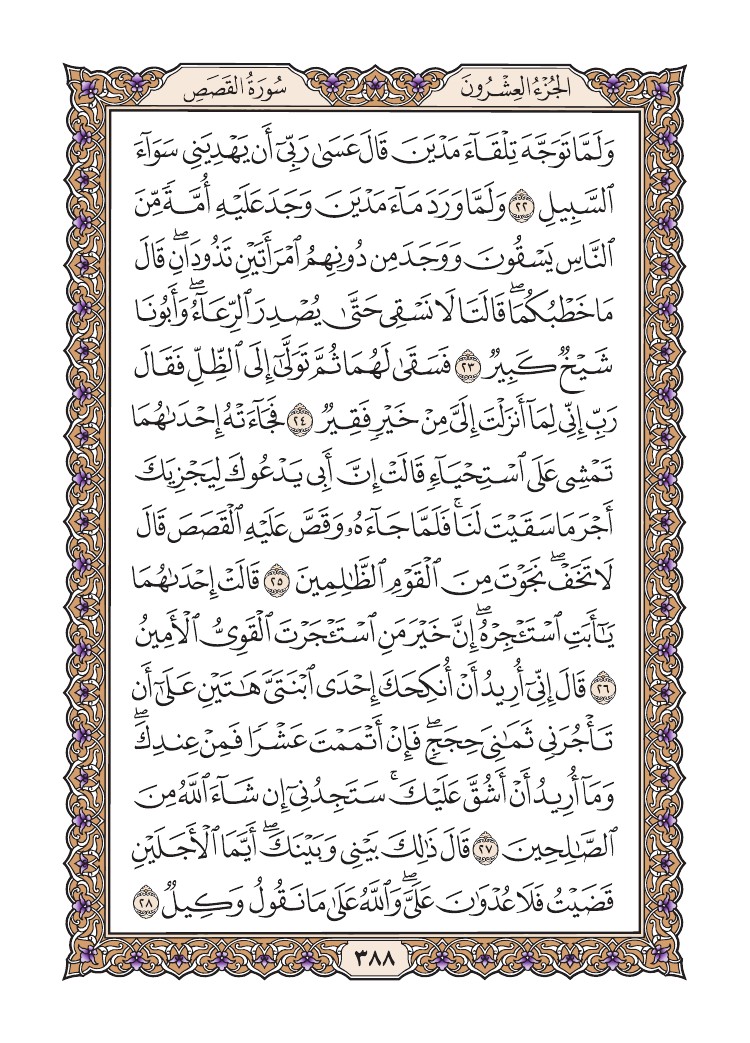 الجُزْءُ العِشْرُونَ
سُورَةُ القَصَصِ
وَلَمَّا تَوَجَّهَ تِلْقَآءَ مَدْيَنَ قَالَ عَسَىٰ رَبِّىٓ أَن يَهْدِيَنِى سَوَآءَ
ٱلسَّبِيلِ ٢٢ وَلَمَّا وَرَدَ مَآءَ مَدْيَنَ وَجَدَ عَلَيْهِ أُمَّةً مِّنَ
ٱلنَّاسِ يَسْقُونَ وَوَجَدَ مِن دُونِهِمُ ٱمْرَأَتَيْنِ تَذُودَانِۖ قَالَ
مَا خَطْبُكُمَاۖ قَالَتَا لَا نَسْقِى حَتَّىٰ يُصْدِرَ ٱلرِّعَآءُۖ وَأَبُونَا
شَيْخٌ كَبِيرٌ ٢٣ فَسَقَىٰ لَهُمَا ثُمَّ تَوَلَّىٰٓ إِلَى ٱلظِّلِّ فَقَالَ
رَبِّ إِنِّى لِمَآ أَنزَلْتَ إِلَىَّ مِنْ خَيْرٍ فَقِيرٌ ٢٤ فَجَآءَتْهُ إِحْدَىٰهُمَا
تَمْشِى عَلَى ٱسْتِحْيَآءٍ قَالَتْ إِنَّ أَبِى يَدْعُوكَ لِيَجْزِيَكَ
أَجْرَ مَا سَقَيْتَ لَنَاۚ فَلَمَّا جَآءَهُۥ وَقَصَّ عَلَيْهِ ٱلْقَصَصَ قَالَ
لَا تَخَفْۖ نَجَوْتَ مِنَ ٱلْقَوْمِ ٱلظَّٰلِمِينَ ٢٥ قَالَتْ إِحْدَىٰهُمَا
يَٰٓأَبَتِ ٱسْتَـْٔجِرْهُۖ إِنَّ خَيْرَ مَنِ ٱسْتَـْٔجَرْتَ ٱلْقَوِىُّ ٱلْأَمِينُ
٢٦ قَالَ إِنِّىٓ أُرِيدُ أَنْ أُنكِحَكَ إِحْدَى ٱبْنَتَىَّ هَٰتَيْنِ عَلَىٰٓ أَن
تَأْجُرَنِى ثَمَٰنِىَ حِجَجٍۖ فَإِنْ أَتْمَمْتَ عَشْرًا فَمِنْ عِندِكَۖ
وَمَآ أُرِيدُ أَنْ أَشُقَّ عَلَيْكَۚ سَتَجِدُنِىٓ إِن شَآءَ ٱللَّهُ مِنَ
ٱلصَّٰلِحِينَ ٢٧ قَالَ ذَٰلِكَ بَيْنِى وَبَيْنَكَۖ أَيَّمَا ٱلْأَجَلَيْنِ
قَضَيْتُ فَلَا عُدْوَٰنَ عَلَىَّۖ وَٱللَّهُ عَلَىٰ مَا نَقُولُ وَكِيلٌ ٢٨
٣٨٨